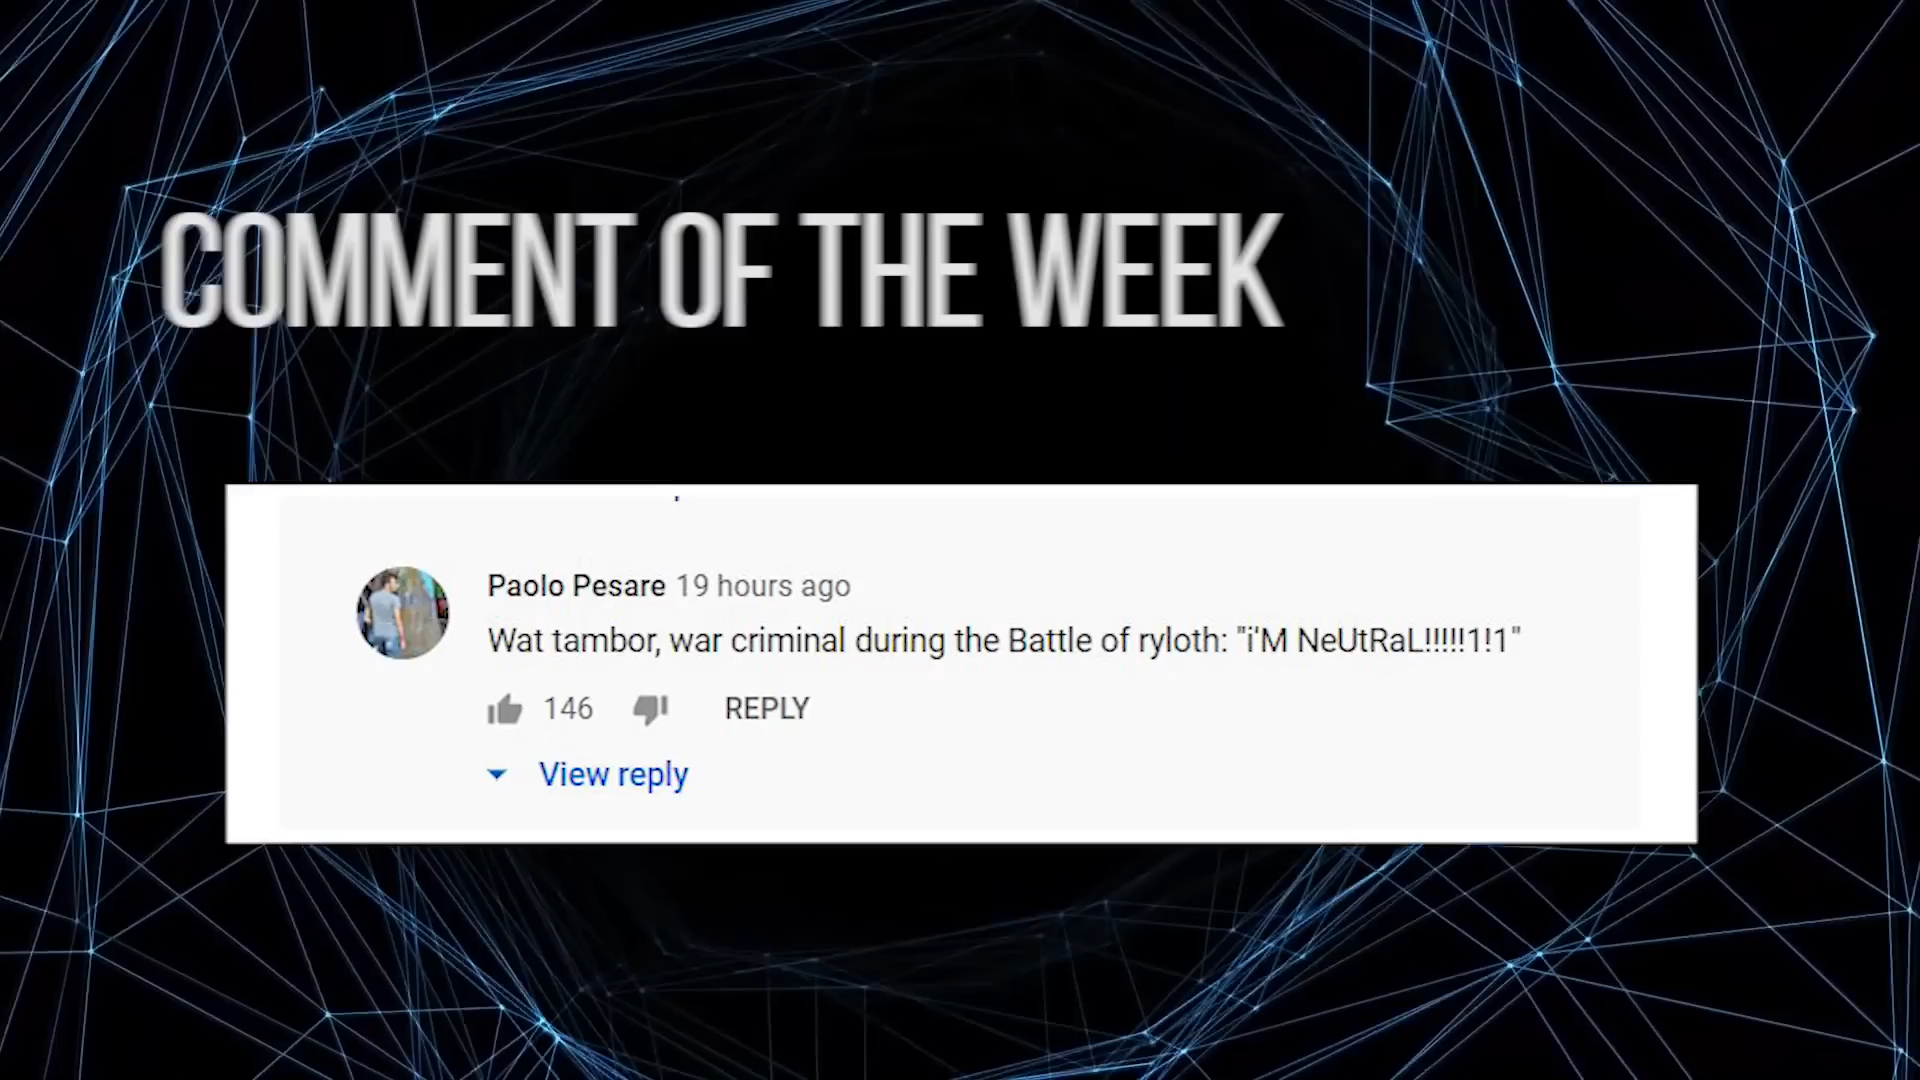 COMMENT OF THE WEEK
Paolo Pesare 19 hours ago
Wat tambor, war criminal during the Battle of ryloth: "i'M NeUtRaL!!!!!1!1"
146 REPLY
View reply